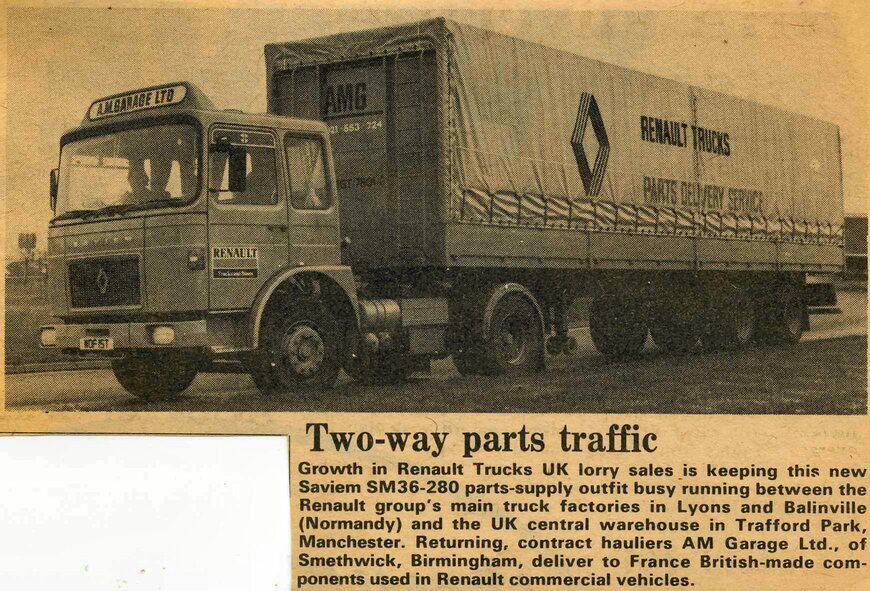 A.M.GARAGE LTD
AMG
RENAULT TRUCKS
PARTS DELIVERY SERVICE
RENAULT
Trucks and Buses
Two-way parts traffic
Growth in Renault Trucks UK lorry sales is keeping this new
Saviem SM36-280 parts-supply outfit busy running between the
Renault group's main truck factories in Lyons and Balinville
(Normandy) and the UK central warehouse in Trafford Park,
Manchester. Returning, contract hauliers AM Garage Ltd., of
Smethwick, Birmingham, deliver to France British-made com-
ponents used in Renault commercial vehicles.